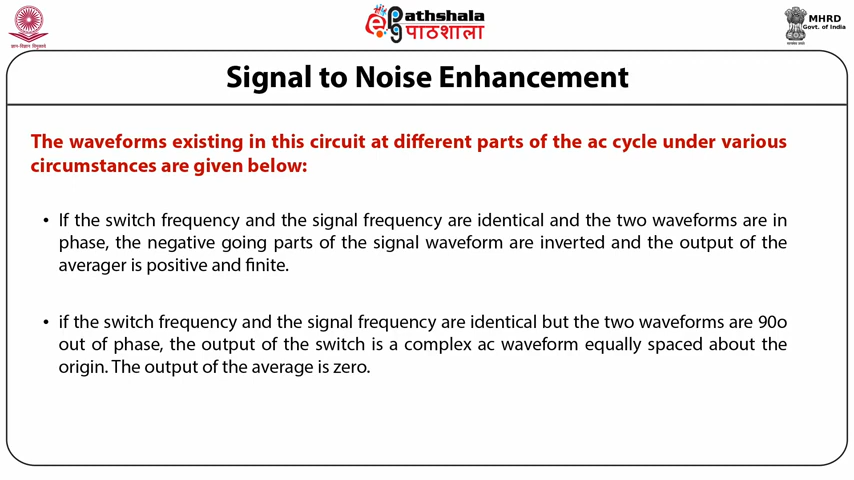 ज्ञान-विज्ञान विमुक्तये
e Pathshala
पाठशाला
MHRD
Govt. of India
सत्यमेव जयते
Signal to Noise Enhancement
The waveforms existing in this circuit at different parts of the ac cycle under various
circumstances are given below:
• If the switch frequency and the signal frequency are identical and the two waveforms are in
phase, the negative going parts of the signal waveform are inverted and the output of the
averager is positive and finite.
• if the switch frequency and the signal frequency are identical but the two waveforms are 90o
out of phase, the output of the switch is a complex ac waveform equally spaced about the
origin. The output of the average is zero.